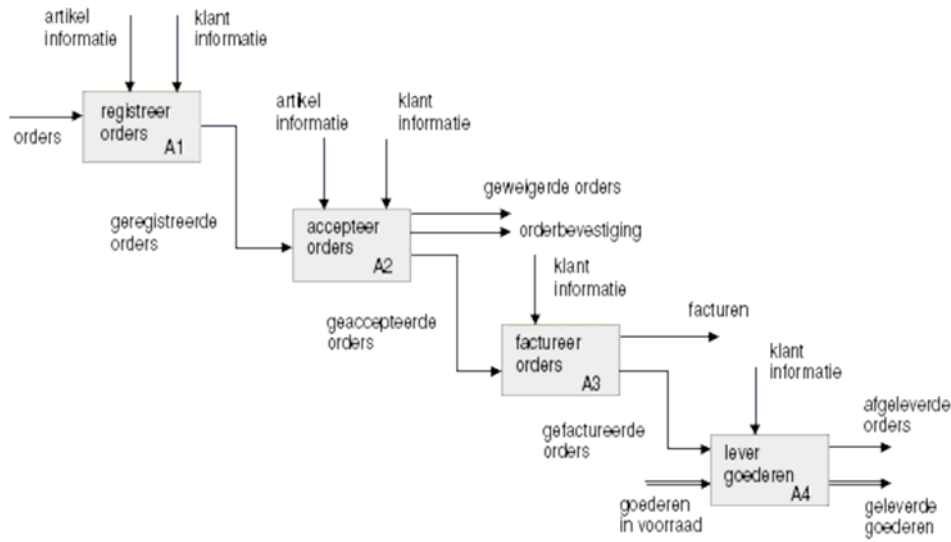 artikel
informatie
klant
informatie
orders
registreer
orders
A1
geregistreerde
orders
artikel
informatie
klant
informatie
accepteer
orders
A2
geweigerde orders
orderbevestiging
geaccepteerde
orders
klant
informatie
factureer
orders
A3
facturen
gefactureerde
orders
klant
informatie
lever
goederen
A4
goederen
in voorraad
afgeleverde
orders
geleverde
goederen